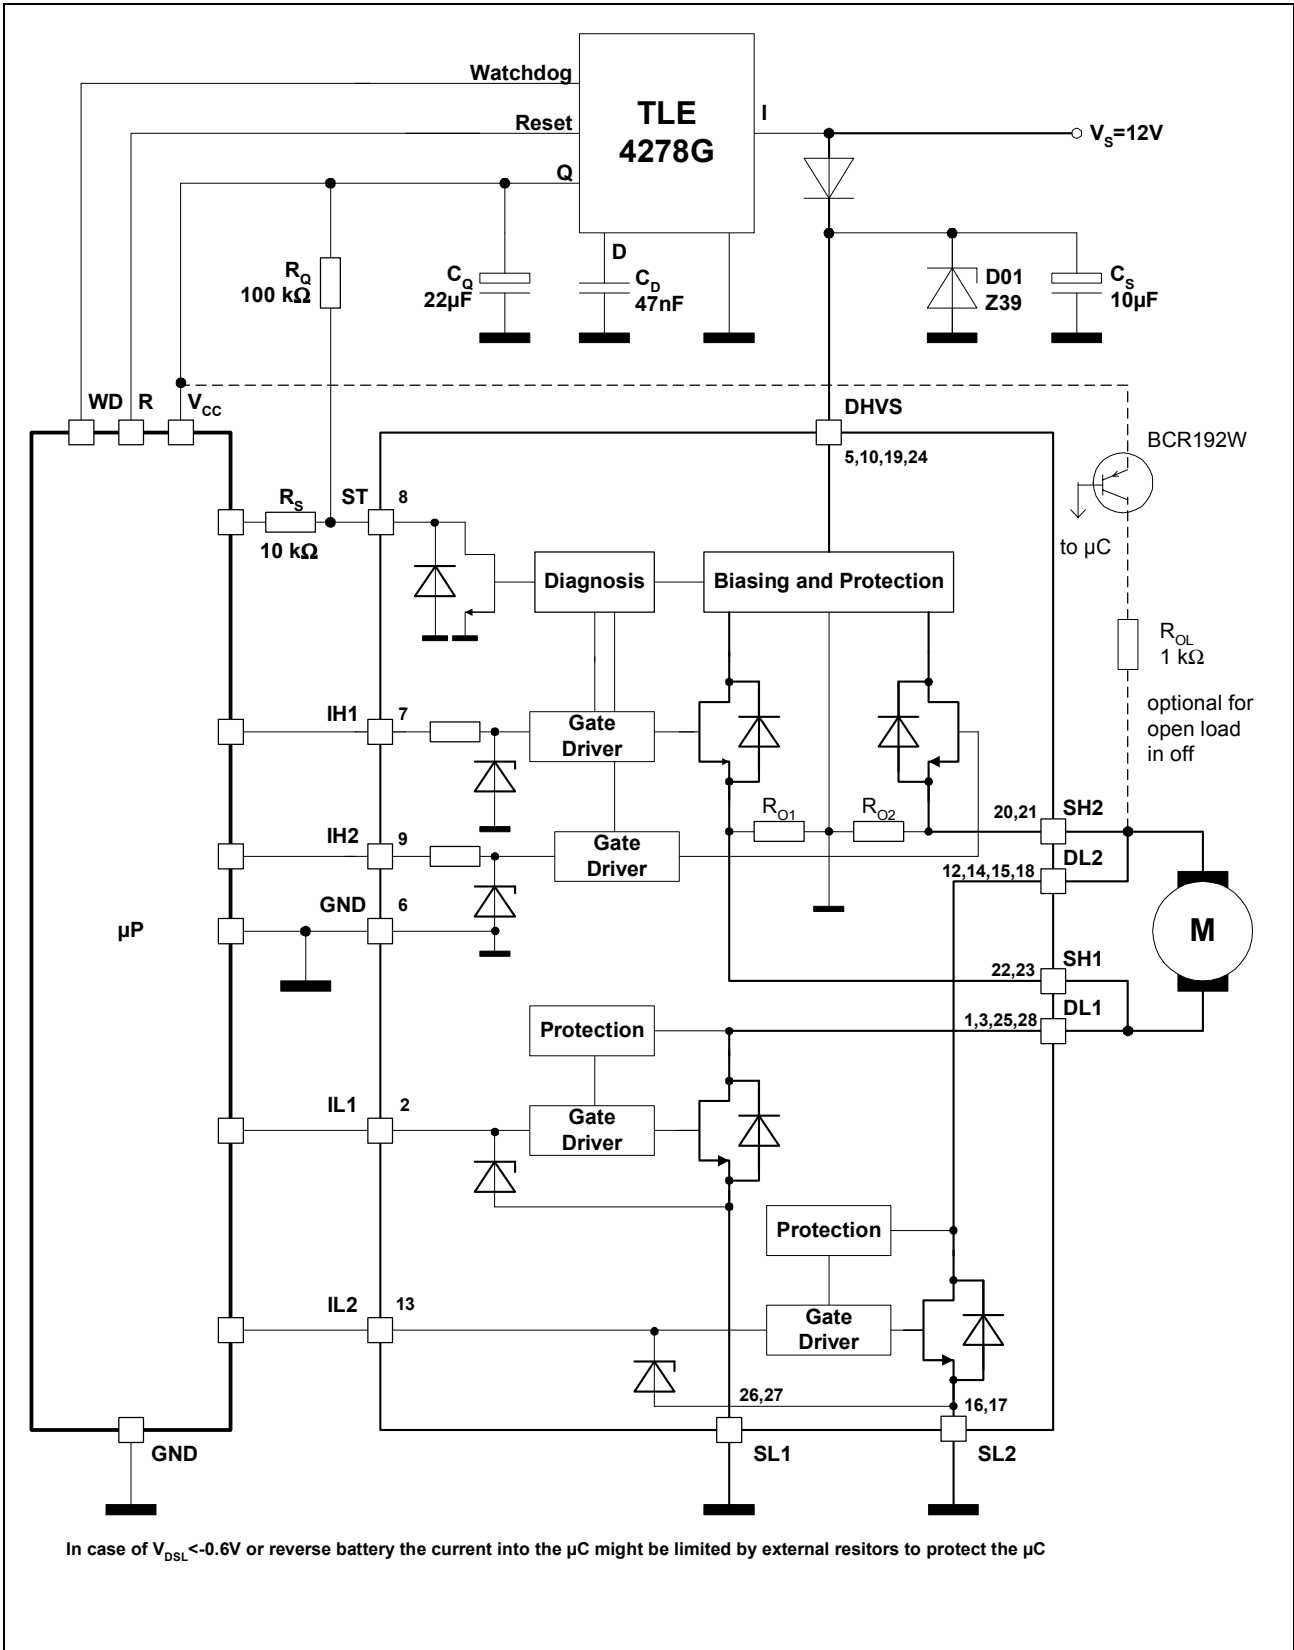 Watchdog
TLE
4278G
I
Reset
V_S=12V
Q
D
R_Q
100 kΩ
C_Q
22µF
C_D
47nF
D01
Z39
C_S
10µF
WD
R
V_CC
DHVS
5,10,19,24
BCR192W
R_S
ST
8
10 kΩ
to µC
Diagnosis
Biasing and Protection
R_OL
1 kΩ
optional for
open load
in off
IH1
7
Gate
Driver
R_O1
R_O2
20,21
SH2
IH2
9
Gate
Driver
DL2
12,14,15,18
GND
6
µP
M
SH1
22,23
DL1
1,3,25,28
Protection
IL1
2
Gate
Driver
Protection
IL2
13
Gate
Driver
26,27
16,17
GND
SL1
SL2
In case of V_DSL<-0.6V or reverse battery the current into the µC might be limited by external resitors to protect the µC